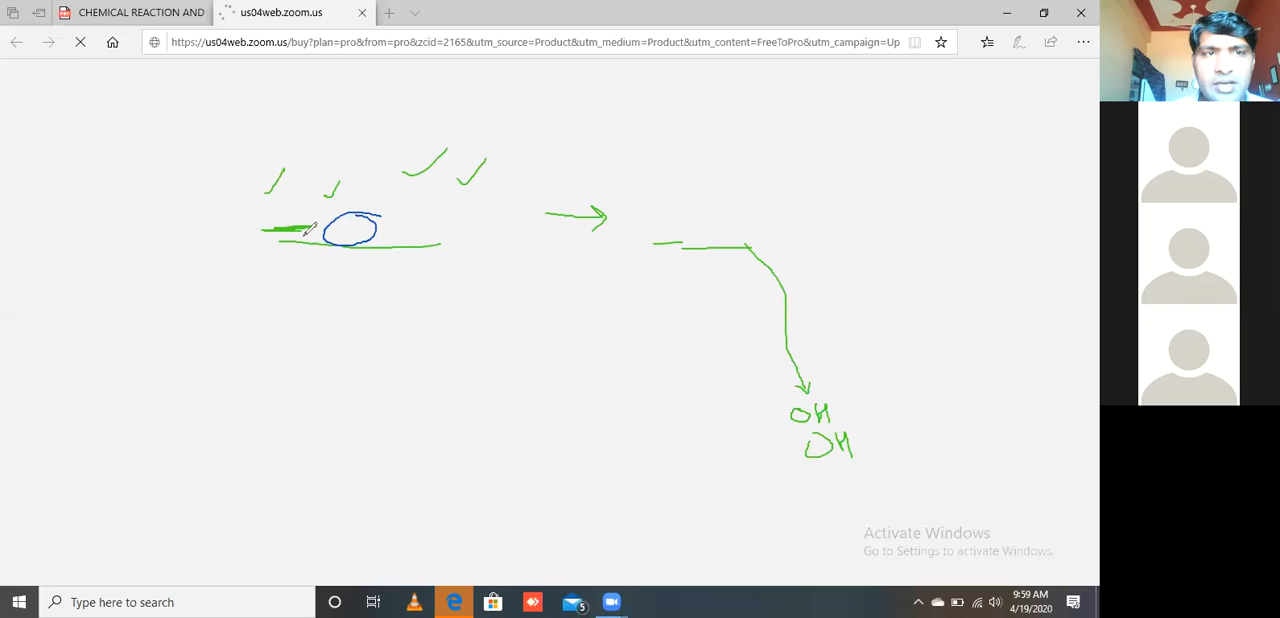 CHEMICAL REACTION AND
us04web.zoom.us
https://us04web.zoom.us/buy?plan=pro&from=pro&zcid=2165&utm_source=Product&utm_medium=Product&utm_content=FreeToPro&utm_campaign=Up
OH
OH
Activate Windows
Go to Settings to activate Windows.
Type here to search
5
9:59 AM
4/19/2020